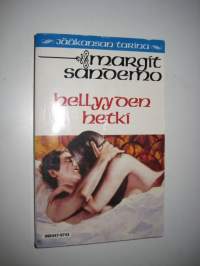 Jääkansan tarina
margit
sandemo
hellyyden
hetki